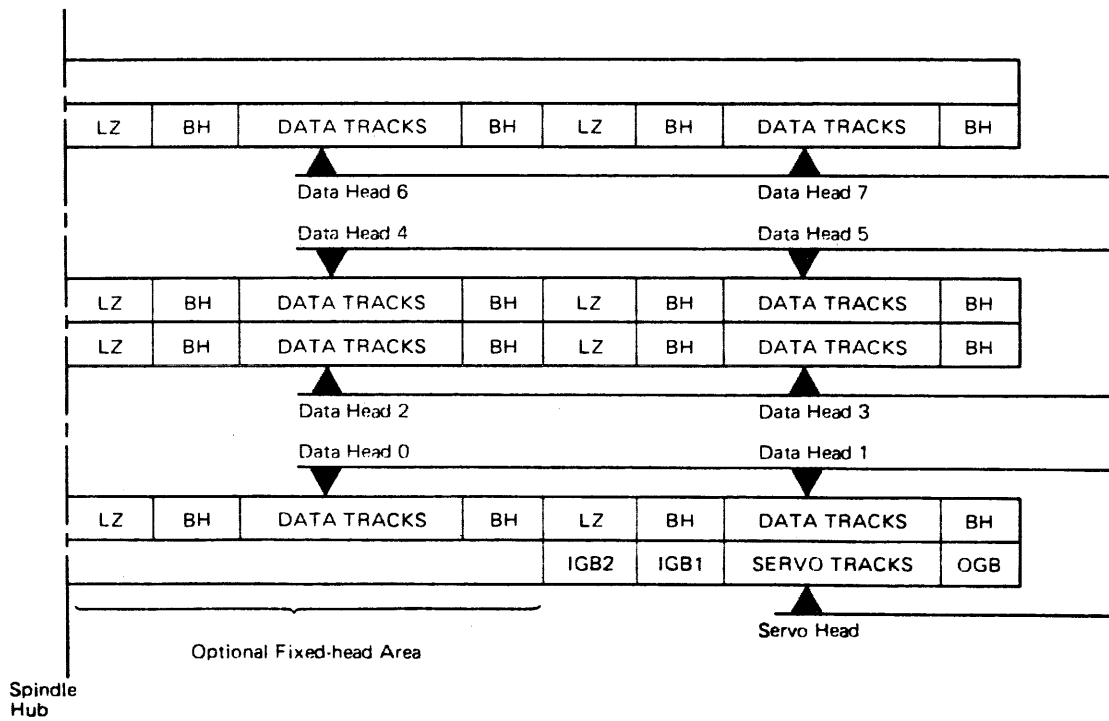 LZ BH DATA TRACKS BH LZ BH DATA TRACKS BH
Data Head 6 Data Head 7
Data Head 4 Data Head 5
LZ BH DATA TRACKS BH LZ BH DATA TRACKS BH
LZ BH DATA TRACKS BH LZ BH DATA TRACKS BH
Data Head 2 Data Head 3
Data Head 0 Data Head 1
LZ BH DATA TRACKS BH LZ BH DATA TRACKS BH
IGB2 IGB1 SERVO TRACKS OGB
Servo Head
Optional Fixed-head Area
Spindle
Hub